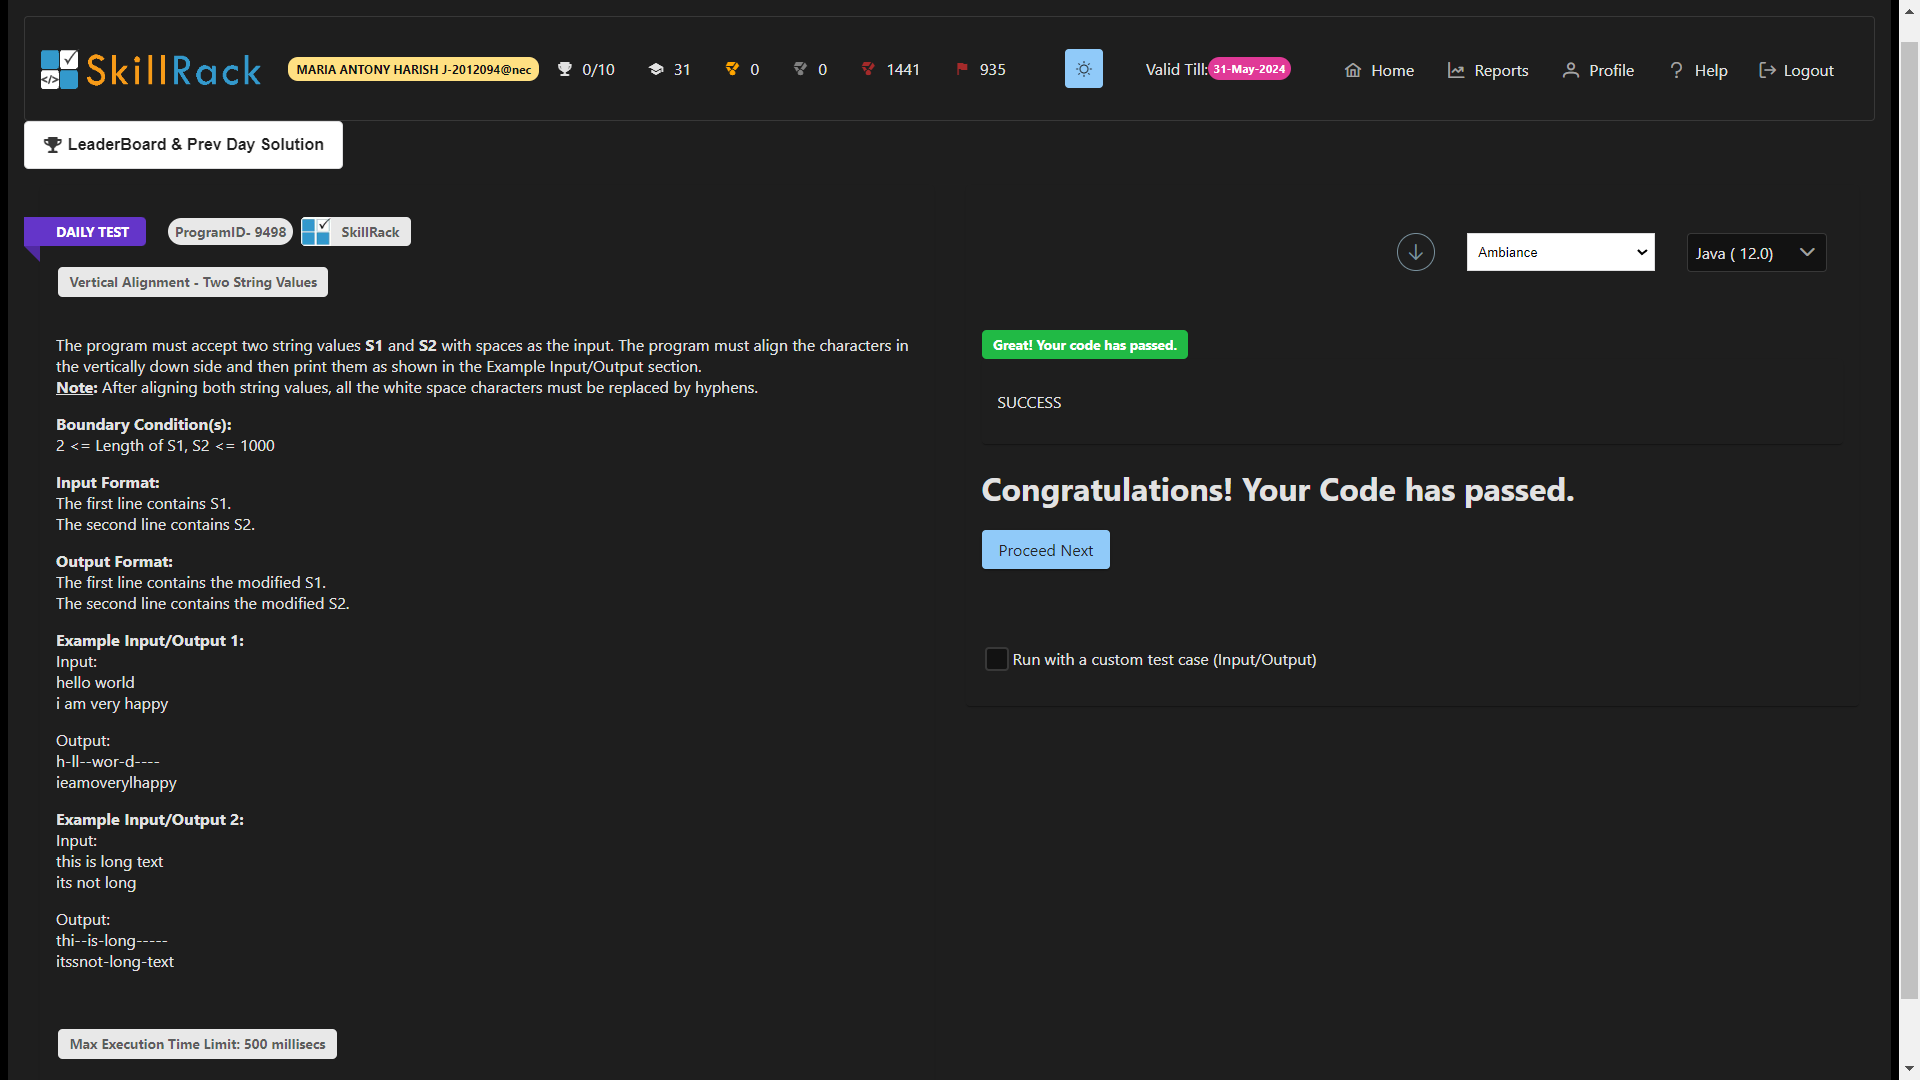 SkillRack
MARIA ANTONY HARISH J-2012094@nec
0/10
31
0
0
1441
935
Valid Till:31-May-2024
Home
Reports
Profile
Help
Logout
LeaderBoard & Prev Day Solution
DAILY TEST
ProgramID- 9498
SkillRack
Ambiance
Java ( 12.0)
Vertical Alignment - Two String Values
The program must accept two string values S1 and S2 with spaces as the input. The program must align the characters in
the vertically down side and then print them as shown in the Example Input/Output section.
Note: After aligning both string values, all the white space characters must be replaced by hyphens.
Boundary Condition(s):
2 <= Length of S1, S2 <= 1000
Input Format:
The first line contains S1.
The second line contains S2.
Output Format:
The first line contains the modified S1.
The second line contains the modified S2.
Example Input/Output 1:
Input:
hello world
i am very happy
Output:
h-ll--wor-d----
ieamoverylhappy
Example Input/Output 2:
Input:
this is long text
its not long
Output:
thi--is-long-----
itssnot-long-text
Max Execution Time Limit: 500 millisecs
Great! Your code has passed.
SUCCESS
Congratulations! Your Code has passed.
Proceed Next
Run with a custom test case (Input/Output)